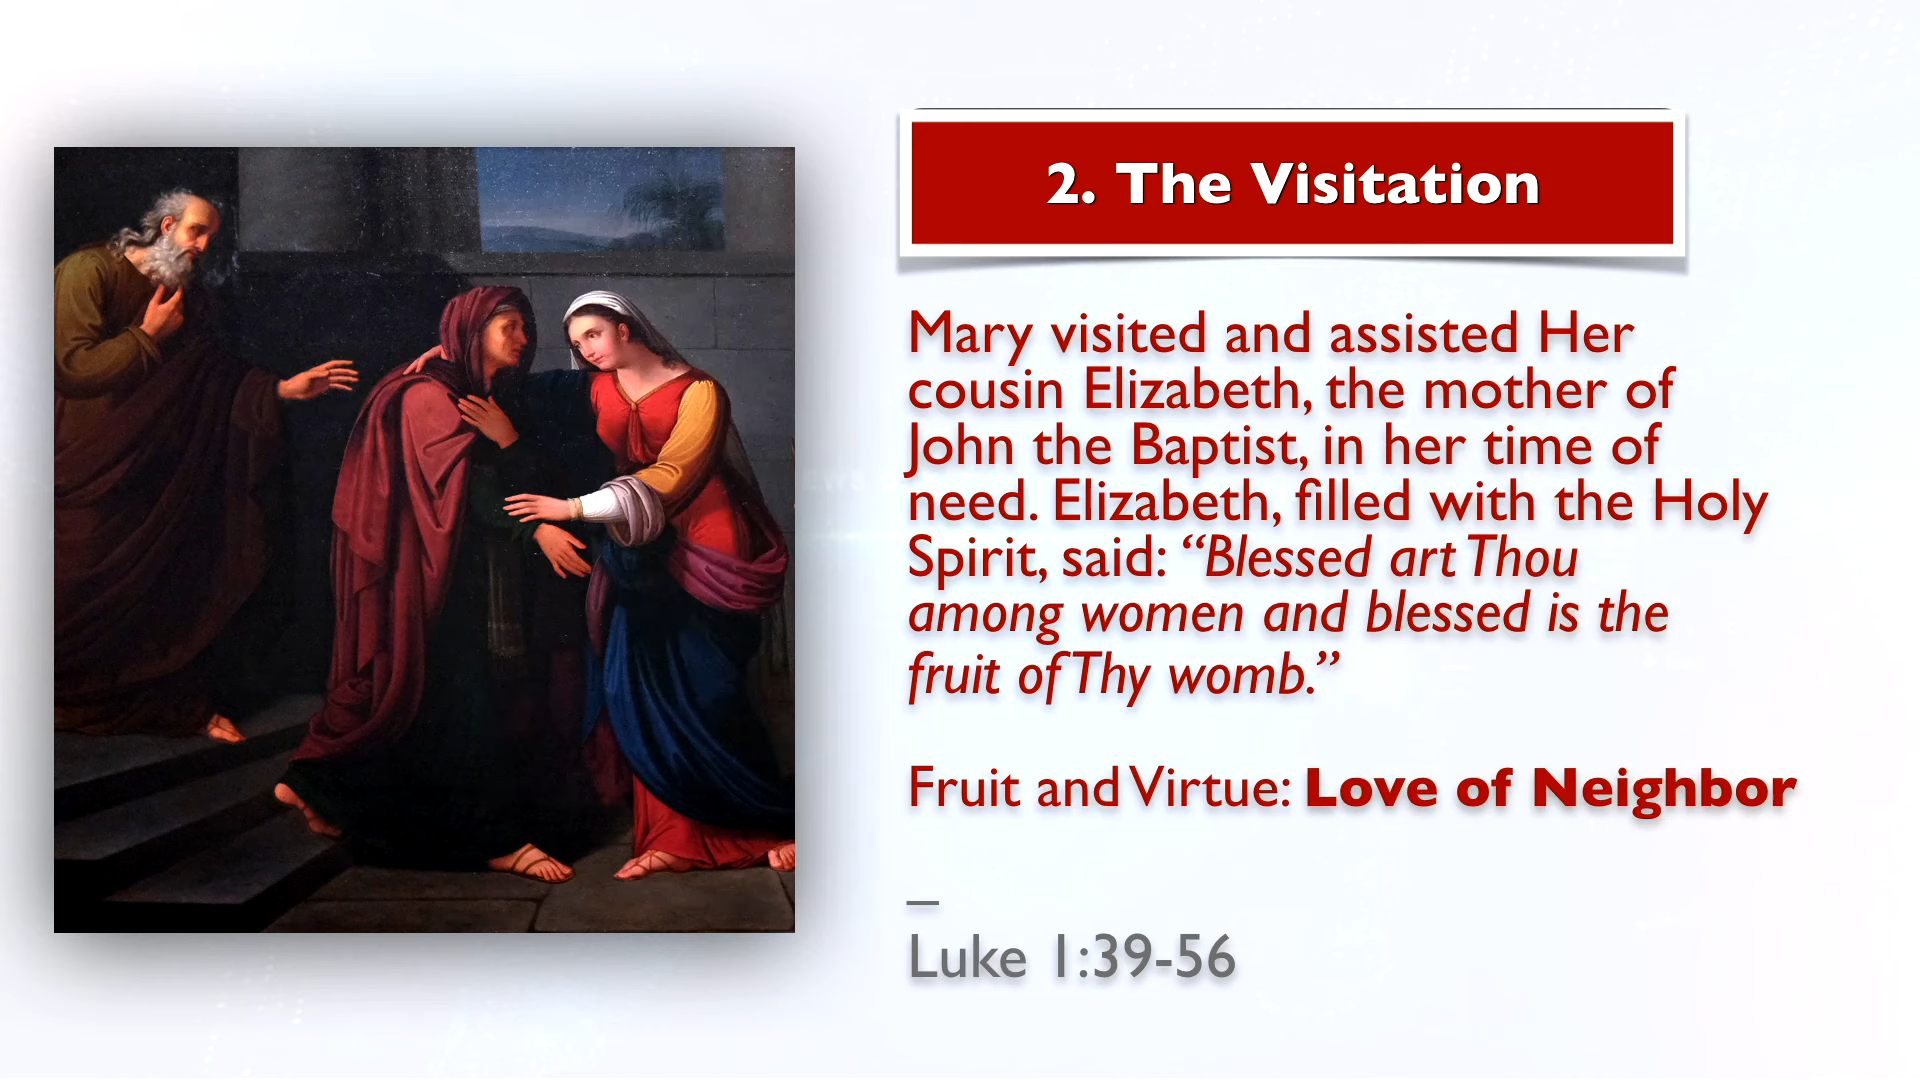 2. The Visitation
Mary visited and assisted Her
cousin Elizabeth, the mother of
John the Baptist, in her time of
need. Elizabeth, filled with the Holy
Spirit, said: “Blessed art Thou
among women and blessed is the
fruit of Thy womb.”
Fruit and Virtue: Love of Neighbor
_
Luke 1:39-56